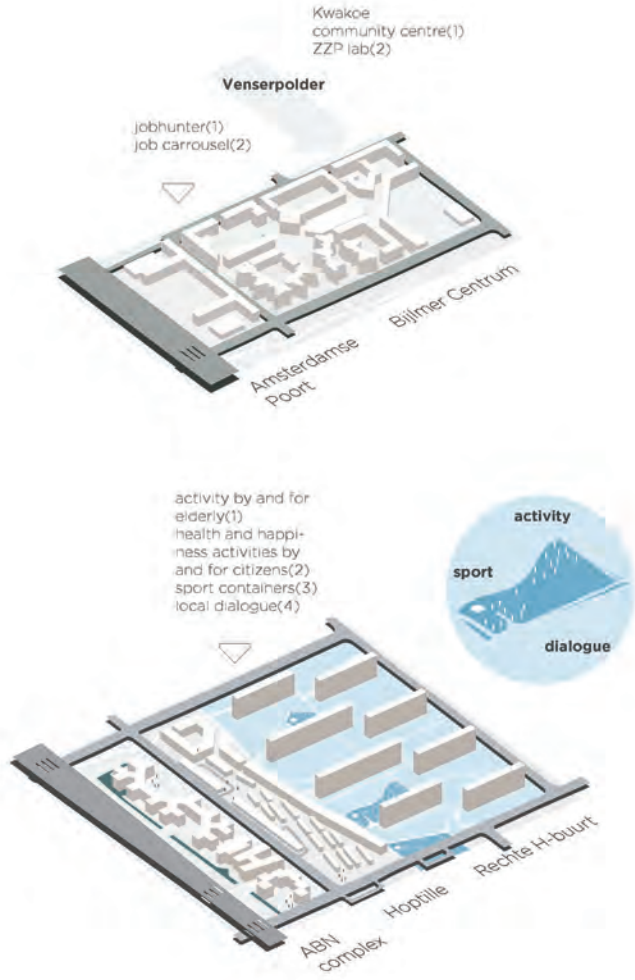 Kwakoe
community centre(1)
ZZP lab(2)
Venserpolder
jobhunter(1)
job carrousel(2)
Bijlmer Centrum
Amsterdamse
Poort
activity by and for
elderly(1)
health and happi-
ness activities by
and for citizens(2)
sport containers(3)
local dialogue(4)
activity
sport
dialogue
Rechte H-buurt
Hoptille
ABN
complex